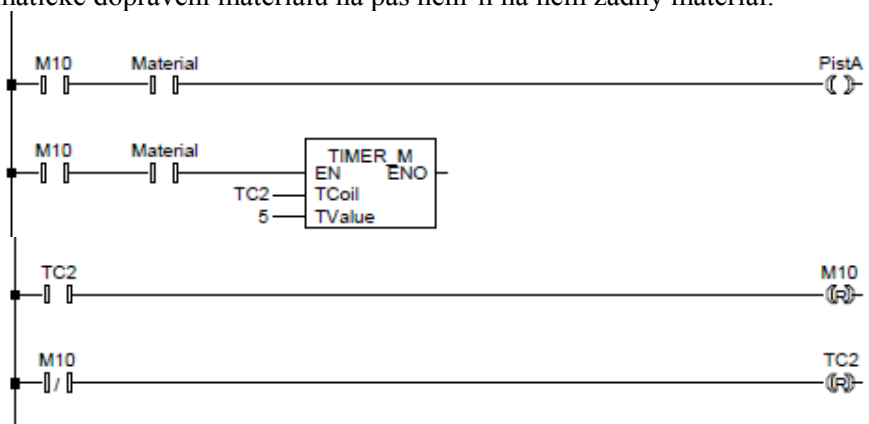 matické dopravení materiálu na pás není-li na něm žádný materiál.
M10 Material PistA
M10 Material
TIMER_M
EN ENO
TC2 TCoil
5 TValue
TC2 M10
R
M10 TC2
/ R